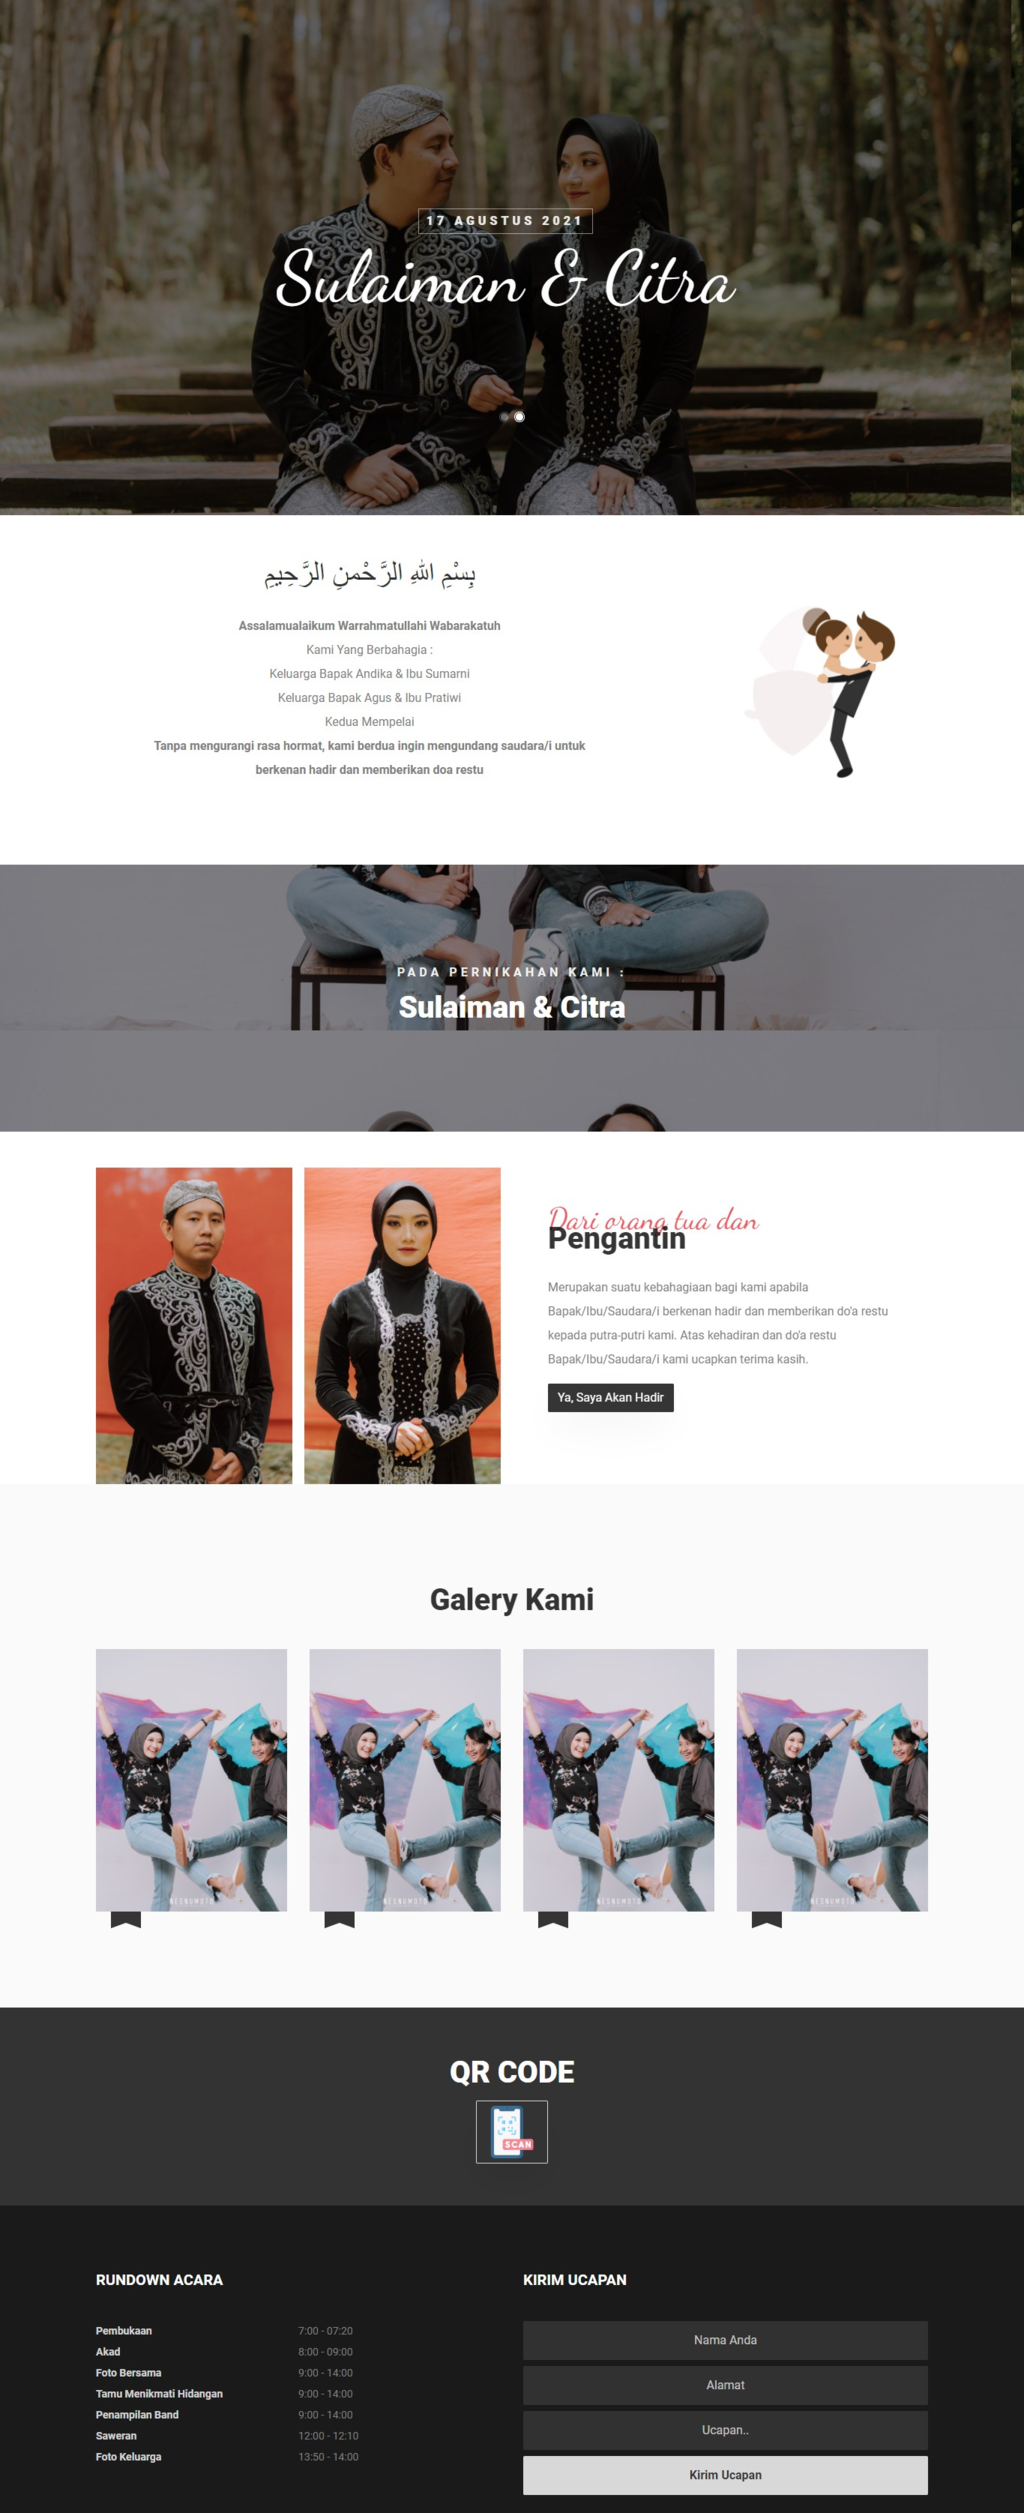 17 AGUSTUS 2021
Sulaiman & Citra
بِسْمِ اللهِ الرَّحْمنِ الرَّحِيمِ
Assalamualaikum Warrahmatullahi Wabarakatuh
Kami Yang Berbahagia :
Keluarga Bapak Andika & Ibu Sumarni
Keluarga Bapak Agus & Ibu Pratiwi
Kedua Mempelai
Tanpa mengurangi rasa hormat, kami berdua ingin mengundang saudara/i untuk
berkenan hadir dan memberikan doa restu
PADA PERNIKAHAN KAMI :
Sulaiman & Citra
Dari orang tua dan
Pengantin
Merupakan suatu kebahagiaan bagi kami apabila
Bapak/Ibu/Saudara/i berkenan hadir dan memberikan do'a restu
kepada putra-putri kami. Atas kehadiran dan do'a restu
Bapak/Ibu/Saudara/i kami ucapkan terima kasih.
Ya, Saya Akan Hadir
Galery Kami
QR CODE
SCAN
RUNDOWN ACARA
Pembukaan 7:00 - 07:20
Akad 8:00 - 09:00
Foto Bersama 9:00 - 14:00
Tamu Menikmati Hidangan 9:00 - 14:00
Penampilan Band 9:00 - 14:00
Saweran 12:00 - 12:10
Foto Keluarga 13:50 - 14:00
KIRIM UCAPAN
Nama Anda
Alamat
Ucapan..
Kirim Ucapan